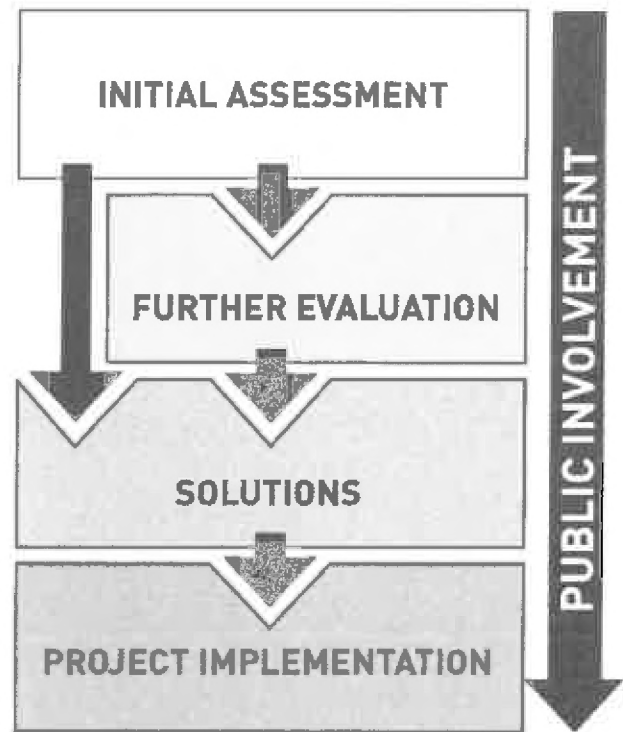 INITIAL ASSESSMENT
FURTHER EVALUATION
SOLUTIONS
PROJECT IMPLEMENTATION
PUBLIC INVOLVEMENT